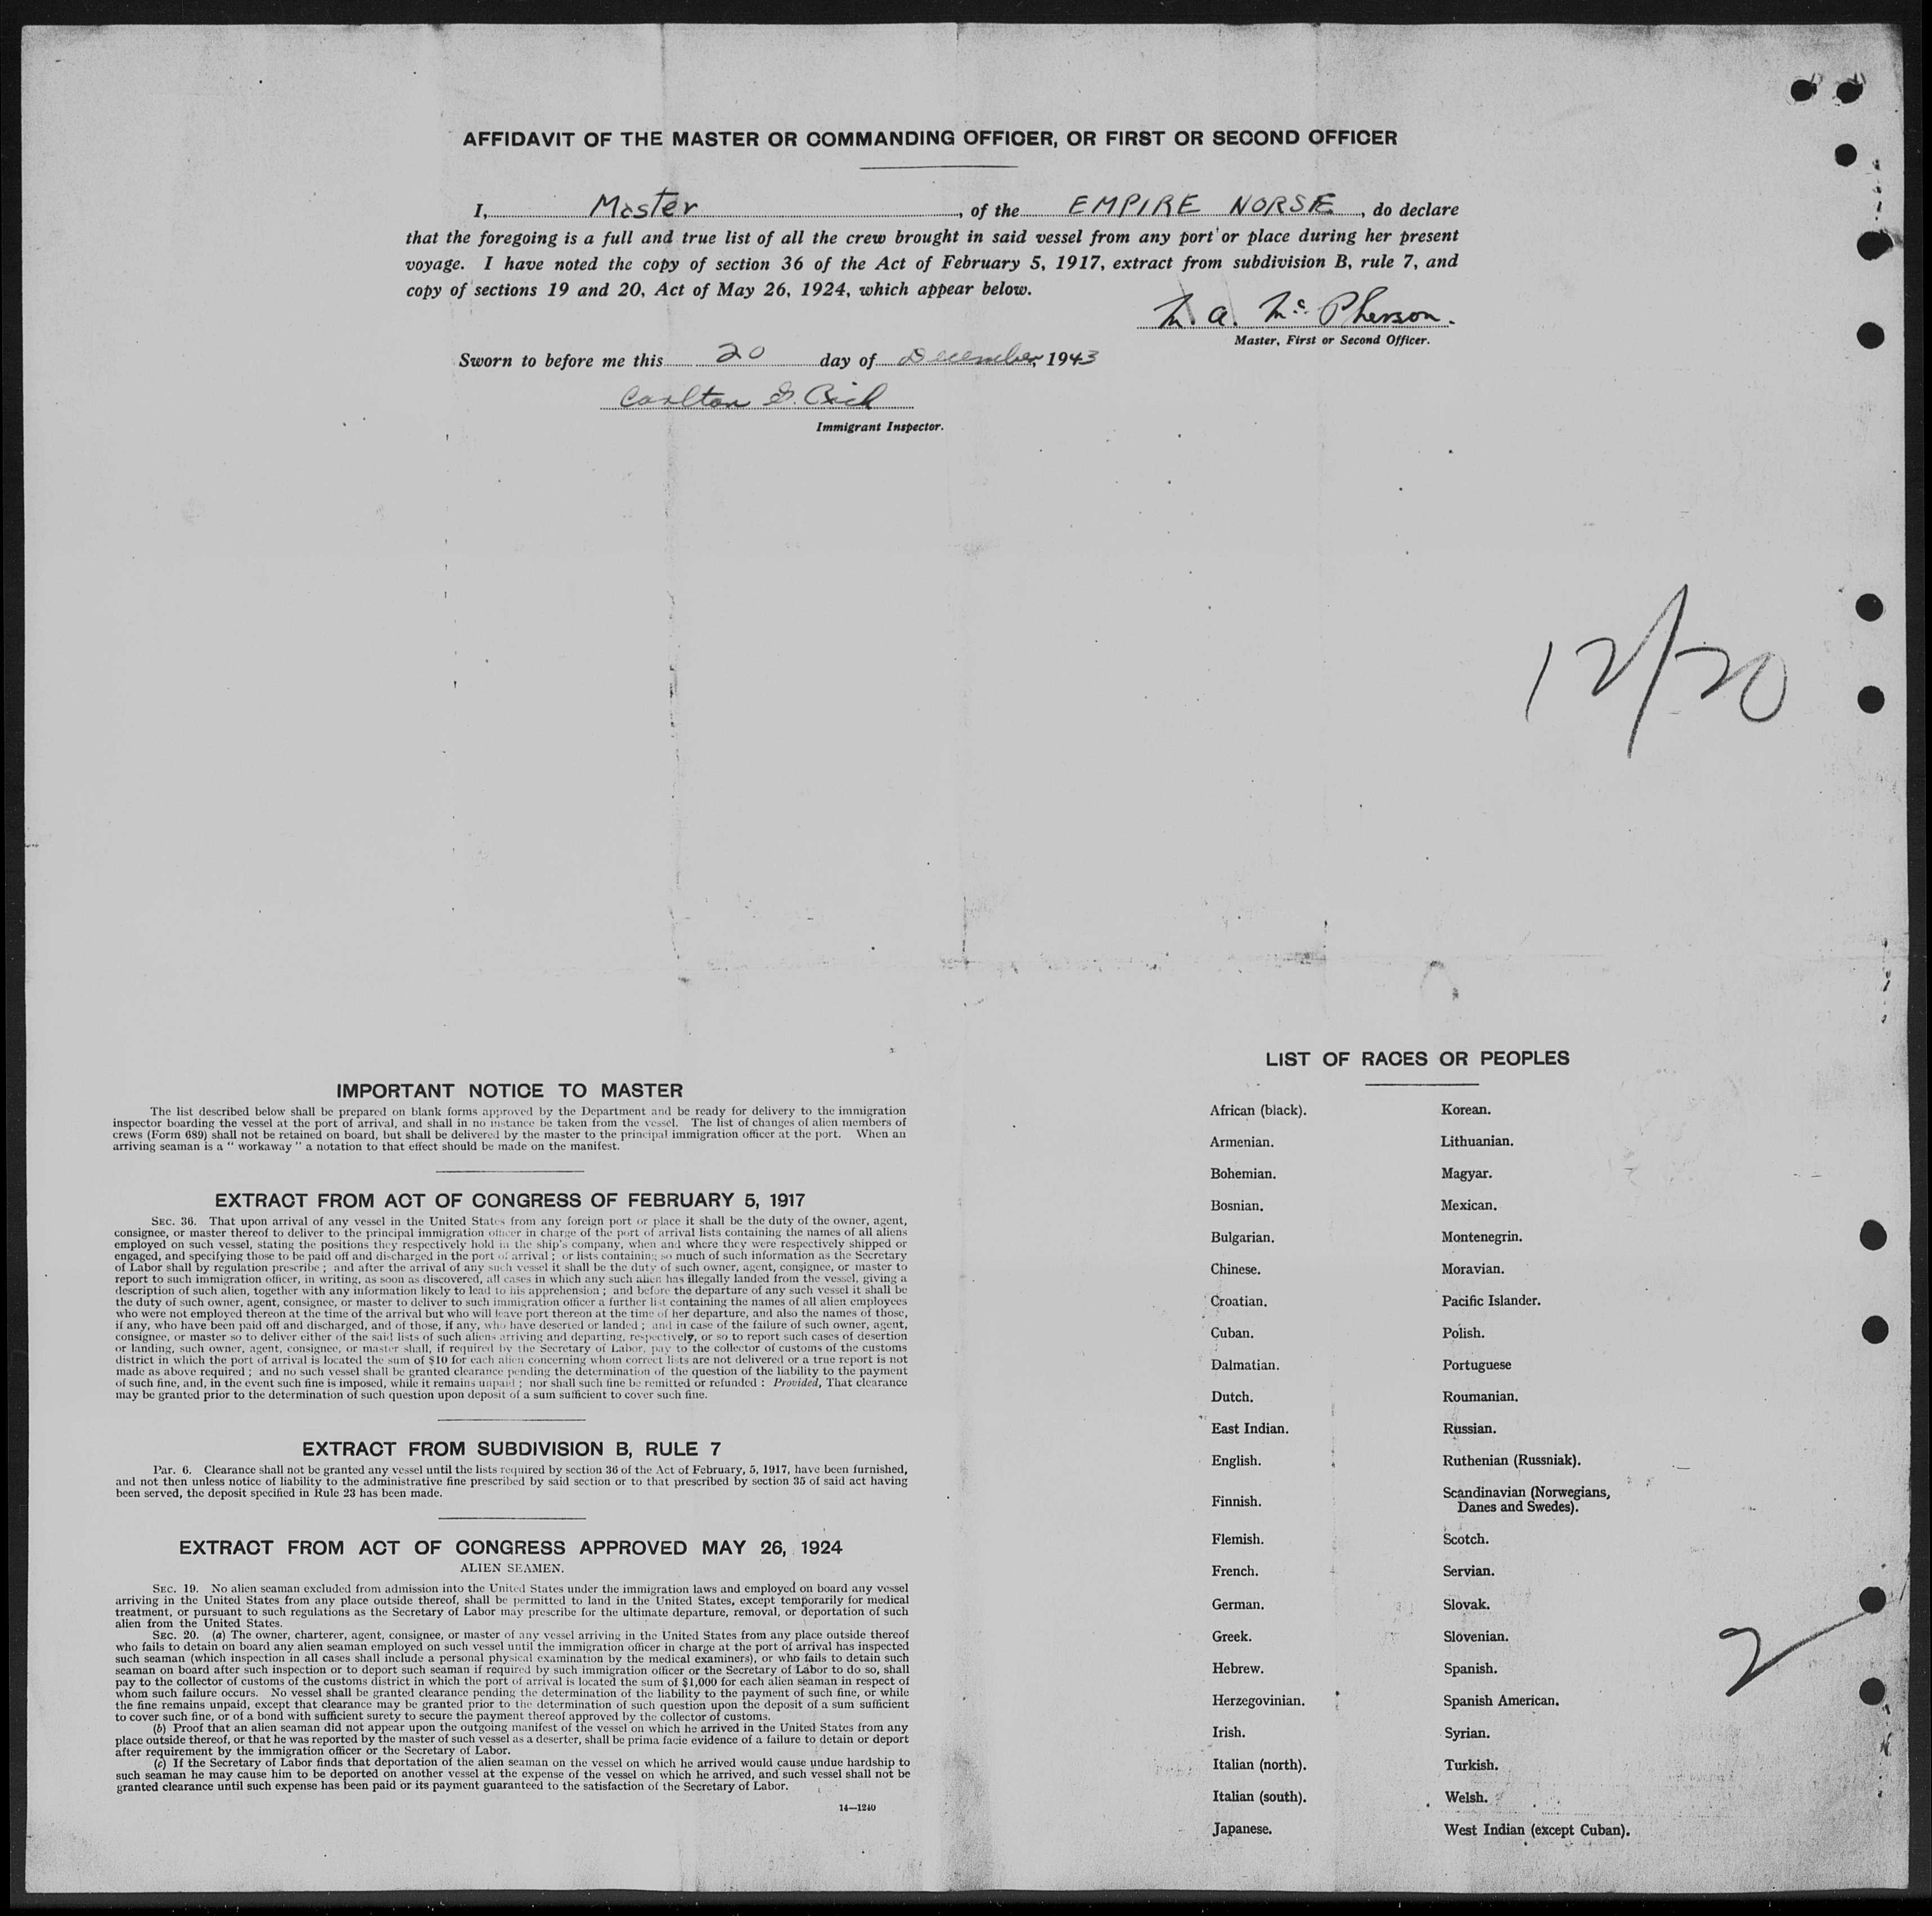 AFFIDAVIT OF THE MASTER OR COMMANDING OFFICER, OR FIRST OR SECOND OFFICER
I, Master, of the EMPIRE NORSE, do declare
that the foregoing is a full and true list of all the crew brought in said vessel from any port or place during her present
voyage. I have noted the copy of section 36 of the Act of February 5, 1917, extract from subdivision B, rule 7, and
copy of sections 19 and 20, Act of May 26, 1924, which appear below.
a. Mc Pherson.
Master, First or Second Officer.
Sworn to before me this 20 day of December, 1943
Carlton
Immigrant Inspector.
12/20
IMPORTANT NOTICE TO MASTER
The list described below shall be prepared on blank forms approved by the Department and be ready for delivery to the immigration
inspector boarding the vessel at the port of arrival, and shall in no instance be taken from the vessel. The list of changes of alien members of
crews (Form 689) shall not be retained on board, but shall be delivered by the master to the principal immigration officer at the port. When an
arriving seaman is a " workaway " a notation to that effect should be made on the manifest.
EXTRACT FROM ACT OF CONGRESS OF FEBRUARY 5, 1917
SEC. 36. That upon arrival of any vessel in the United States from any foreign port or place it shall be the duty of the owner, agent,
consignee, or master thereof to deliver to the principal immigration officer in charge of the port of arrival lists containing the names of all aliens
employed on such vessel, stating the positions they respectively hold in the ship's company, when and where they were respectively shipped or
engaged, and specifying those to be paid off and discharged in the port of arrival ; or lists containing so much of such information as the Secretary
of Labor shall by regulation prescribe ; and after the arrival of any such vessel it shall be the duty of such owner, agent, consignee, or master to
report to such immigration officer, in writing, as soon as discovered, all cases in which any such alien has illegally landed from the vessel, giving a
description of such alien, together with any information likely to lead to his apprehension ; and before the departure of any such vessel it shall be
the duty of such owner, agent, consignee, or master to deliver to such immigration officer a further list containing the names of all alien employees
who were not employed thereon at the time of the arrival but who will leave port thereon at the time of her departure, and also the names of those,
if any, who have been paid off and discharged, and of those, if any, who have deserted or landed ; and in case of the failure of such owner, agent,
consignee, or master so to deliver either of the said lists of such aliens arriving and departing, respectively, or so to report such cases of desertion
or landing, such owner, agent, consignee, or master shall, if required by the Secretary of Labor, pay to the collector of customs of the customs
district in which the port of arrival is located the sum of $10 for each alien concerning whom correct lists are not delivered or a true report is not
made as above required ; and no such vessel shall be granted clearance pending the determination of the question of the liability to the payment
of such fine, and, in the event such fine is imposed, while it remains unpaid ; nor shall such fine be remitted or refunded : Provided, That clearance
may be granted prior to the determination of such question upon deposit of a sum sufficient to cover such fine.
EXTRACT FROM SUBDIVISION B, RULE 7
Par. 6. Clearance shall not be granted any vessel until the lists required by section 36 of the Act of February, 5, 1917, have been furnished,
and not then unless notice of liability to the administrative fine prescribed by said section or to that prescribed by section 35 of said act having
been served, the deposit specified in Rule 23 has been made.
EXTRACT FROM ACT OF CONGRESS APPROVED MAY 26, 1924
ALIEN SEAMEN.
SEC. 19. No alien seaman excluded from admission into the United States under the immigration laws and employed on board any vessel
arriving in the United States from any place outside thereof, shall be permitted to land in the United States, except temporarily for medical
treatment, or pursuant to such regulations as the Secretary of Labor may prescribe for the ultimate departure, removal, or deportation of such
alien from the United States.
SEC. 20. (a) The owner, charterer, agent, consignee, or master of any vessel arriving in the United States from any place outside thereof
who fails to detain on board any alien seaman employed on such vessel until the immigration officer in charge at the port of arrival has inspected
such seaman (which inspection in all cases shall include a personal physical examination by the medical examiners), or who fails to detain such
seaman on board after such inspection or to deport such seaman if required by such immigration officer or the Secretary of Labor to do so, shall
pay to the collector of customs of the customs district in which the port of arrival is located the sum of $1,000 for each alien seaman in respect of
whom such failure occurs. No vessel shall be granted clearance pending the determination of the liability to the payment of such fine, or while
the fine remains unpaid, except that clearance may be granted prior to the determination of such question upon the deposit of a sum sufficient
to cover such fine, or of a bond with sufficient surety to secure the payment thereof approved by the collector of customs.
(b) Proof that an alien seaman did not appear upon the outgoing manifest of the vessel on which he arrived in the United States from any
place outside thereof, or that he was reported by the master of such vessel as a deserter, shall be prima facie evidence of a failure to detain or deport
after requirement by the immigration officer or the Secretary of Labor.
(c) If the Secretary of Labor finds that deportation of the alien seaman on the vessel on which he arrived would cause undue hardship to
such seaman he may cause him to be deported on another vessel at the expense of the vessel on which he arrived, and such vessel shall not be
granted clearance until such expense has been paid or its payment guaranteed to the satisfaction of the Secretary of Labor.
14—1240
LIST OF RACES OR PEOPLES
African (black). Korean.
Armenian. Lithuanian.
Bohemian. Magyar.
Bosnian. Mexican.
Bulgarian. Montenegrin.
Chinese. Moravian.
Croatian. Pacific Islander.
Cuban. Polish.
Dalmatian. Portuguese
Dutch. Roumanian.
East Indian. Russian.
English. Ruthenian (Russniak).
Finnish. Scandinavian (Norwegians,
Danes and Swedes).
Flemish. Scotch.
French. Servian.
German. Slovak.
Greek. Slovenian.
Hebrew. Spanish.
Herzegovinian. Spanish American.
Irish. Syrian.
Italian (north). Turkish.
Italian (south). Welsh.
Japanese. West Indian (except Cuban).
2